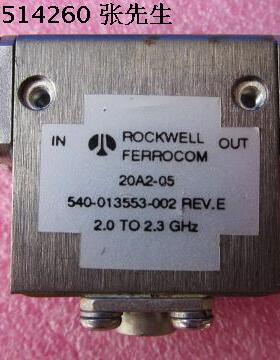 514260 张先生
IN ROCKWELL OUT
FERROCOM
20A2-05
540-013553-002 REV.E
2.0 TO 2.3 GHz